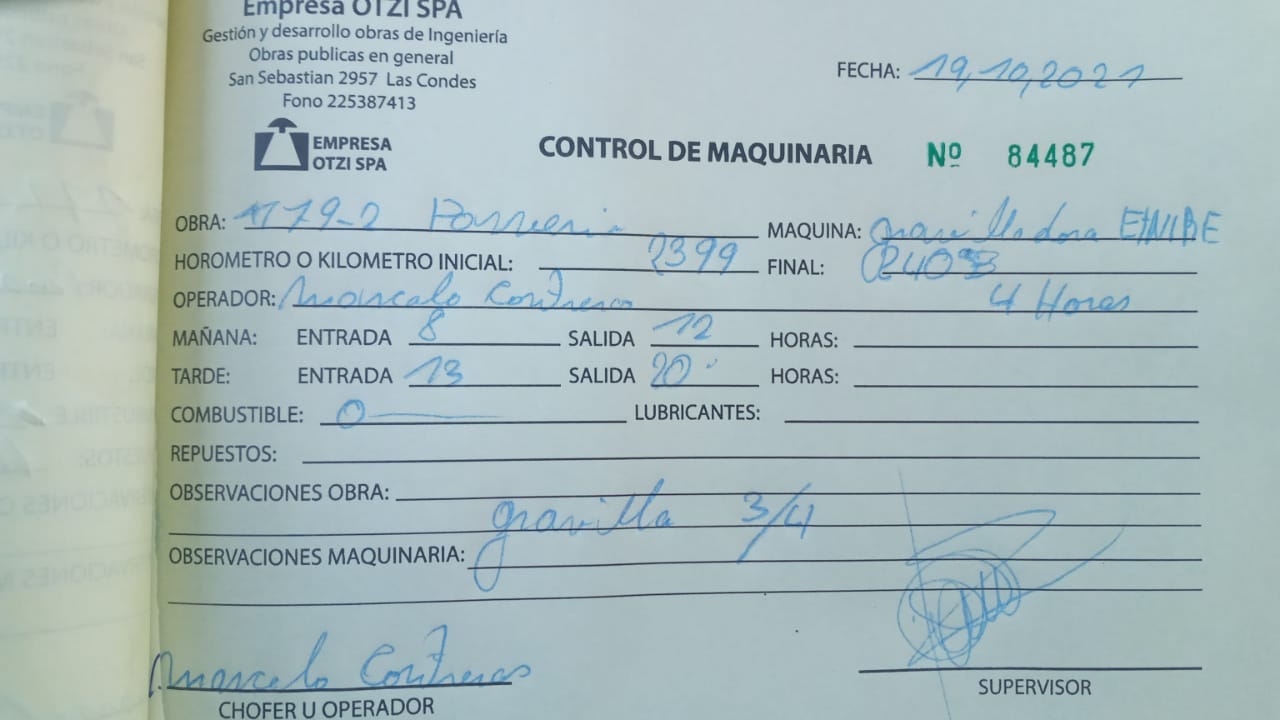 Empresa OTZI SPA
Gestión y desarrollo obras de Ingeniería
Obras publicas en general
San Sebastian 2957 Las Condes
Fono 225387413
EMPRESA
OTZI SPA
FECHA: 19,10,2021
CONTROL DE MAQUINARIA Nº 84487
OBRA: 1179-2 MAQUINA: gravilladora
HOROMETRO O KILOMETRO INICIAL: 2399 FINAL: 2403
OPERADOR: Marcelo Contreras 4 Horas
MAÑANA: ENTRADA 8 SALIDA 12 HORAS:
TARDE: ENTRADA 13 SALIDA 20 HORAS:
COMBUSTIBLE: 0 LUBRICANTES:
REPUESTOS:
OBSERVACIONES OBRA:
gravilla 3/4
OBSERVACIONES MAQUINARIA:
Marcelo Contreras
CHOFER U OPERADOR
SUPERVISOR